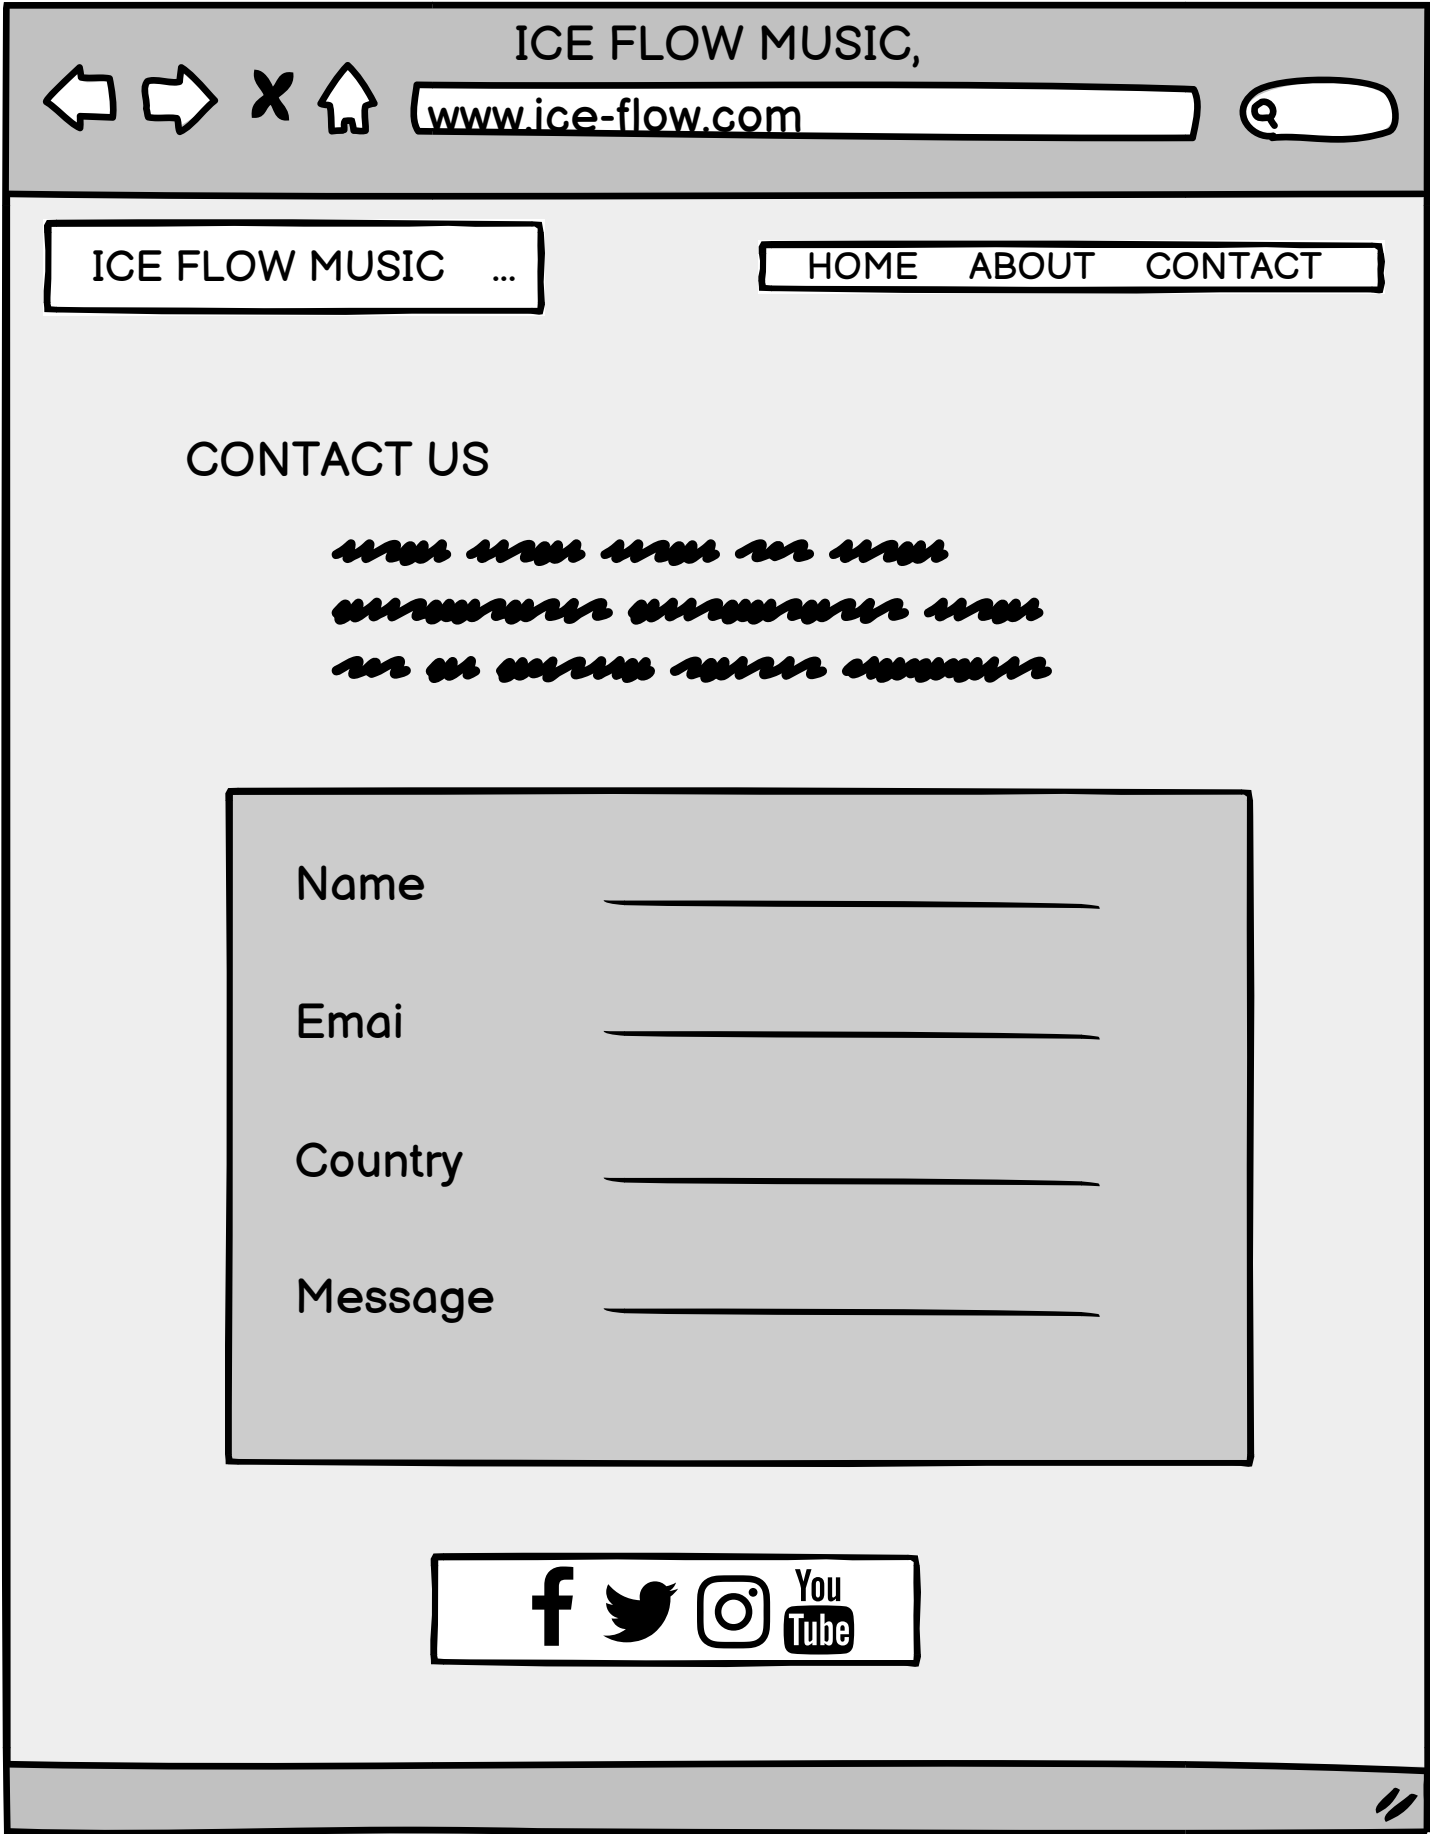 ICE FLOW MUSIC,
www.ice-flow.com
ICE FLOW MUSIC ...
HOME ABOUT CONTACT
CONTACT US
Name
Emai
Country
Message
You
Tube